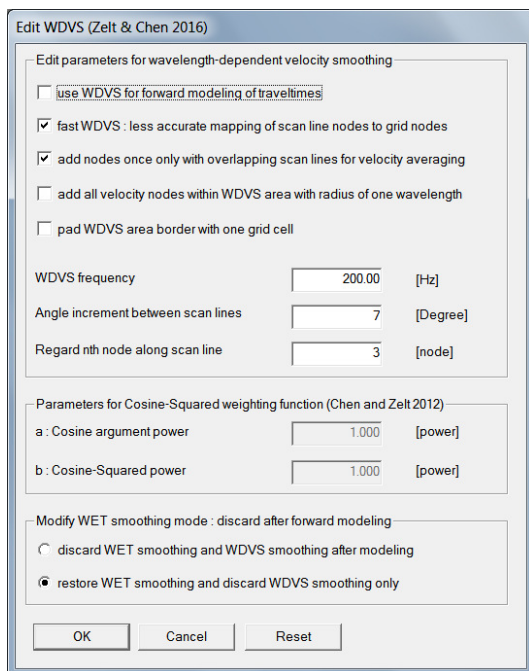 Edit WDVS (Zelt & Chen 2016)
Edit parameters for wavelength-dependent velocity smoothing
use WDVS for forward modeling of traveltimes
fast WDVS : less accurate mapping of scan line nodes to grid nodes
add nodes once only with overlapping scan lines for velocity averaging
add all velocity nodes within WDVS area with radius of one wavelength
pad WDVS area border with one grid cell
WDVS frequency 200.00 [Hz]
Angle increment between scan lines 7 [Degree]
Regard nth node along scan line 3 [node]
Parameters for Cosine-Squared weighting function (Chen and Zelt 2012)
a : Cosine argument power 1.000 [power]
b : Cosine-Squared power 1.000 [power]
Modify WET smoothing mode : discard after forward modeling
discard WET smoothing and WDVS smoothing after modeling
restore WET smoothing and discard WDVS smoothing only
OK Cancel Reset